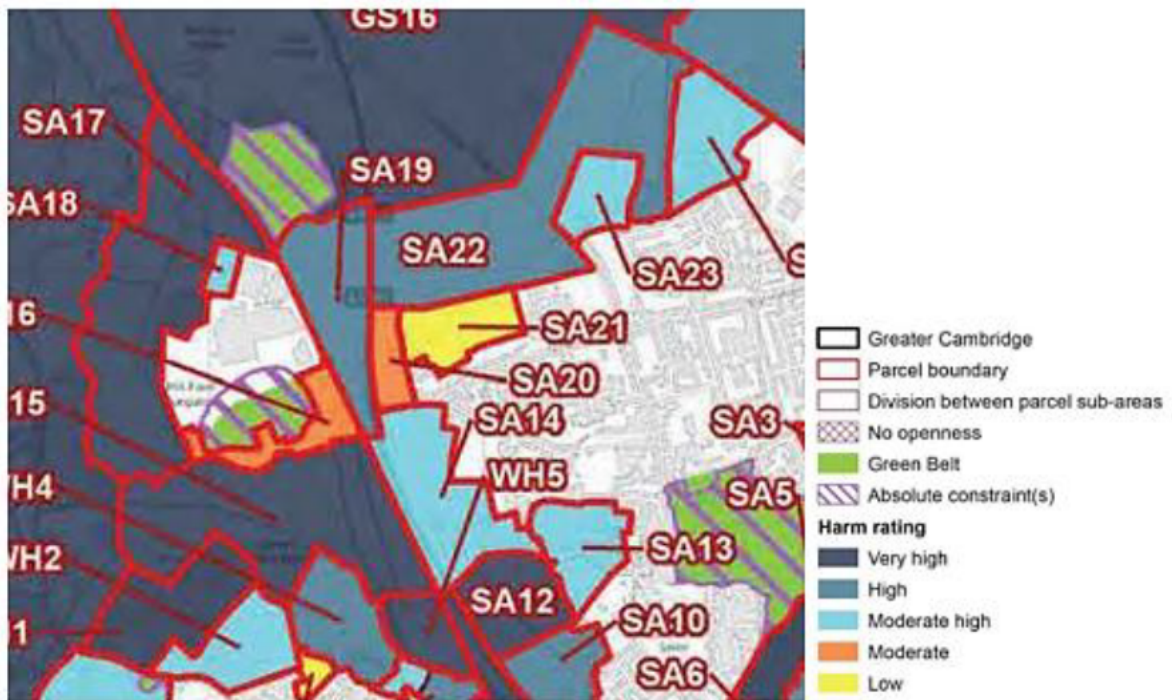 GS16
SA17
SA19
SA18
SA22
SA23
S
16
SA21
SA20
15
SA14
SA3
WH5
H4
SA5
SA13
WH2
SA12
1
SA10
SA6
Greater Cambridge
Parcel boundary
Division between parcel sub-areas
No openness
Green Belt
Absolute constraint(s)
Harm rating
Very high
High
Moderate high
Moderate
Low